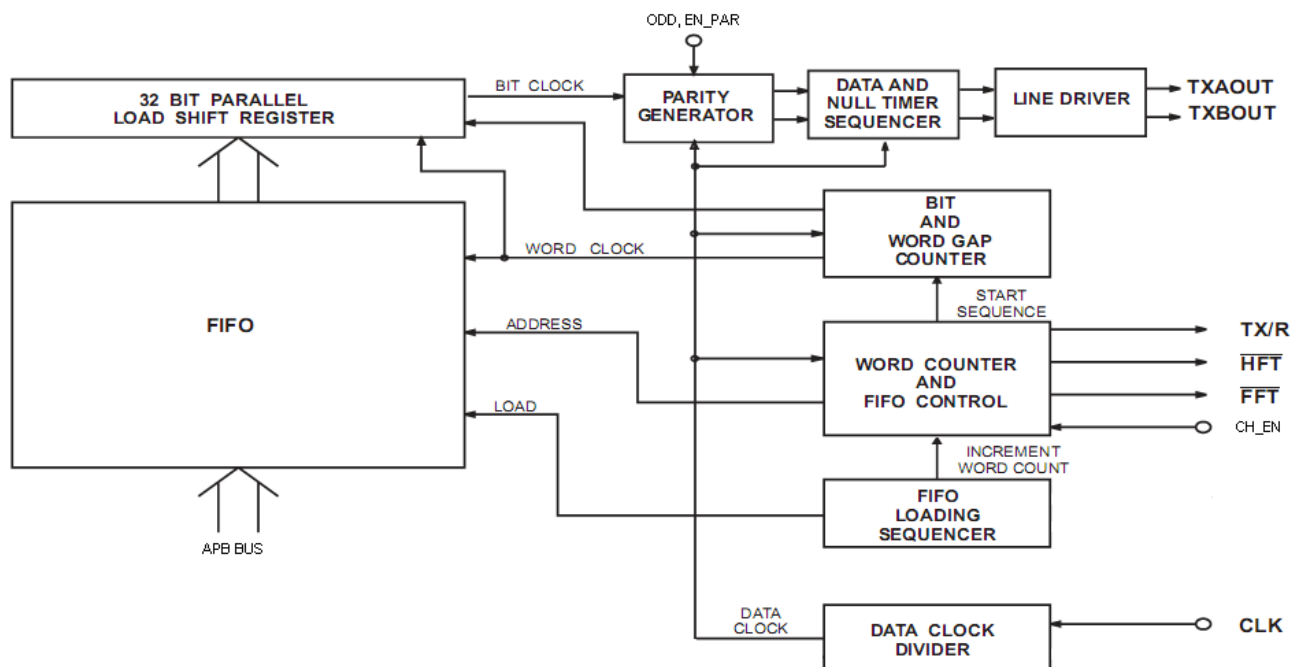 ODD, EN_PAR
32 BIT PARALLEL
LOAD SHIFT REGISTER
BIT CLOCK
PARITY
GENERATOR
DATA AND
NULL TIMER
SEQUENCER
LINE DRIVER
TXAOUT
TXBOUT
BIT
AND
WORD GAP
COUNTER
WORD CLOCK
START
SEQUENCE
FIFO
ADDRESS
WORD COUNTER
AND
FIFO CONTROL
TX/R
HFT
FFT
CH_EN
LOAD
INCREMENT
WORD COUNT
FIFO
LOADING
SEQUENCER
APB BUS
DATA
CLOCK
DATA CLOCK
DIVIDER
CLK